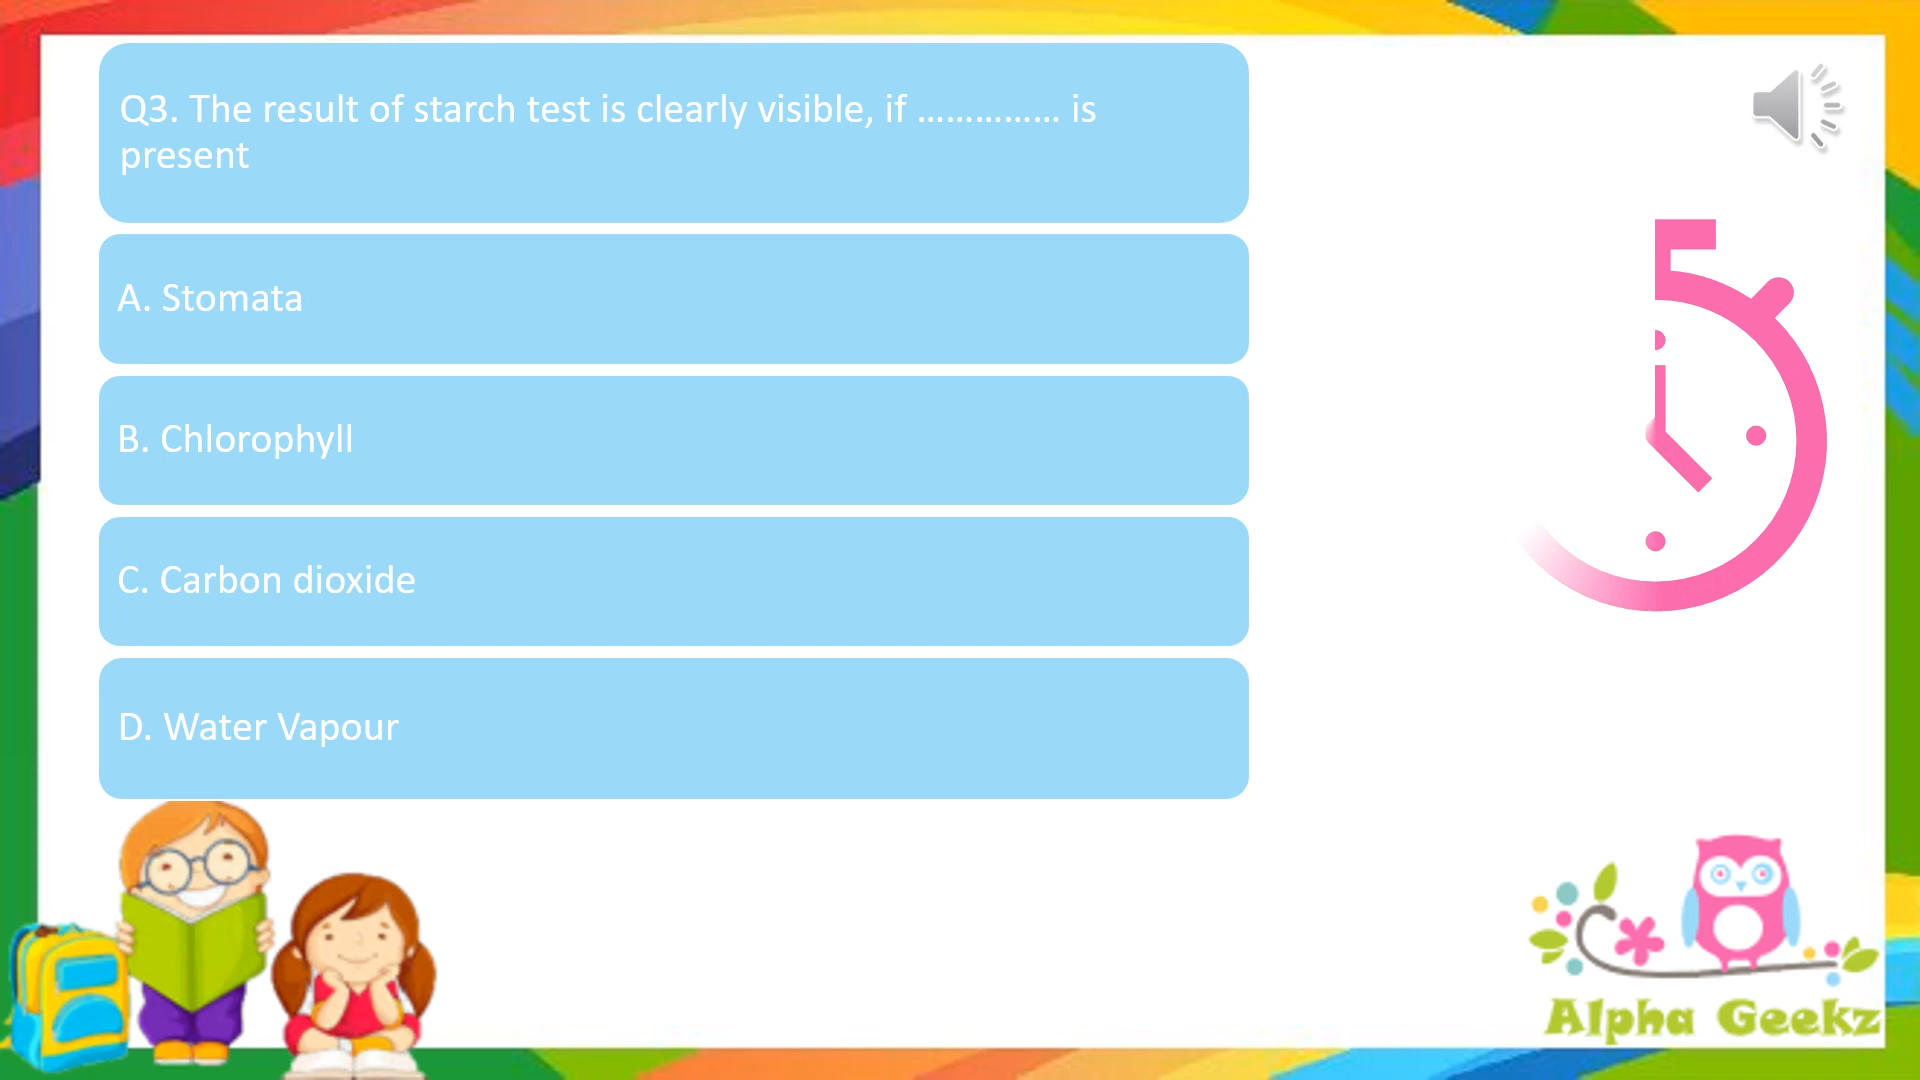 Q3. The result of starch test is clearly visible, if …………… is
present
A. Stomata
B. Chlorophyll
C. Carbon dioxide
D. Water Vapour
Alpha Geekz